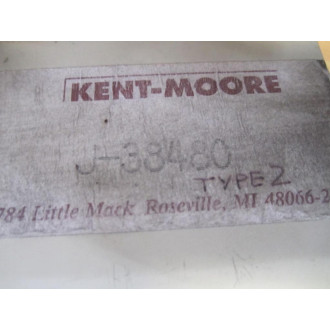 KENT-MOORE
J-38480
TYPE 2
784 Little Mack Roseville, MI 48066-2